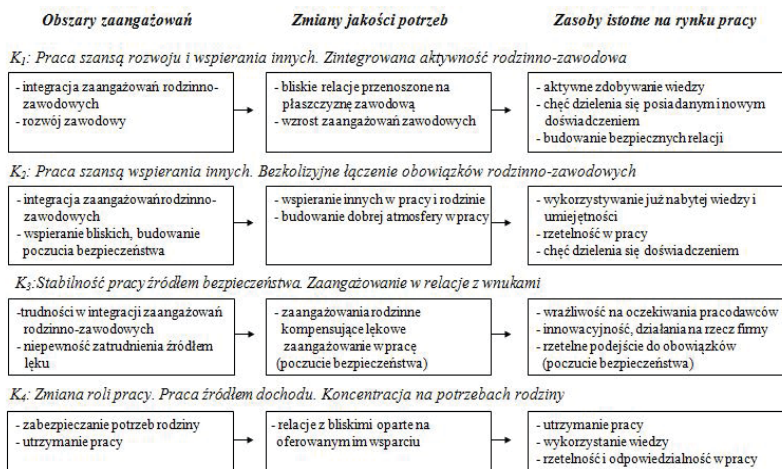 Obszary zaangażowań Zmiany jakości potrzeb Zasoby istotne na rynku pracy
K1: Praca szansą rozwoju i wspierania innych. Zintegrowana aktywność rodzinno-zawodowa
- integracja zaangażowań rodzinno-
zawodowych
- rozwój zawodowy
- bliskie relacje przenoszone na
płaszczyznę zawodową
- wzrost zaangażowań zawodowych
- aktywne zdobywanie wiedzy
- chęć dzielenia się posiadanym i nowym
doświadczeniem
- budowanie bezpiecznych relacji
K2: Praca szansą wspierania innych. Bezkolizyjne łączenie obowiązków rodzinno-zawodowych
- integracja zaangażowań rodzinno-
zawodowych
- wspieranie bliskich, budowanie
poczucia bezpieczeństwa
- wspieranie innych w pracy i rodzinie
- budowanie dobrej atmosfery w pracy
- wykorzystywanie już nabytej wiedzy i
umiejętności
- rzetelność w pracy
- chęć dzielenia się doświadczeniem
K3:Stabilność pracy źródłem bezpieczeństwa. Zaangażowanie w relacje z wnukami
-trudności w integracji zaangażowań
rodzinno-zawodowych
- niepewność zatrudnienia źródłem
lęku
- zaangażowania rodzinne
kompensujące lękowe
zaangażowanie w pracę
(poczucie bezpieczeństwa)
- wrażliwość na oczekiwania pracodawców
- innowacyjność, działania na rzecz firmy
- rzetelne podejście do obowiązków
(poczucie bezpieczeństwa)
K4: Zmiana roli pracy. Praca źródłem dochodu. Koncentracja na potrzebach rodziny
- zabezpieczanie potrzeb rodziny
- utrzymanie pracy
- relacje z bliskimi oparte na
oferowanym im wsparciu
- utrzymanie pracy
- wykorzystanie wiedzy
- rzetelność i odpowiedzialność w pracy